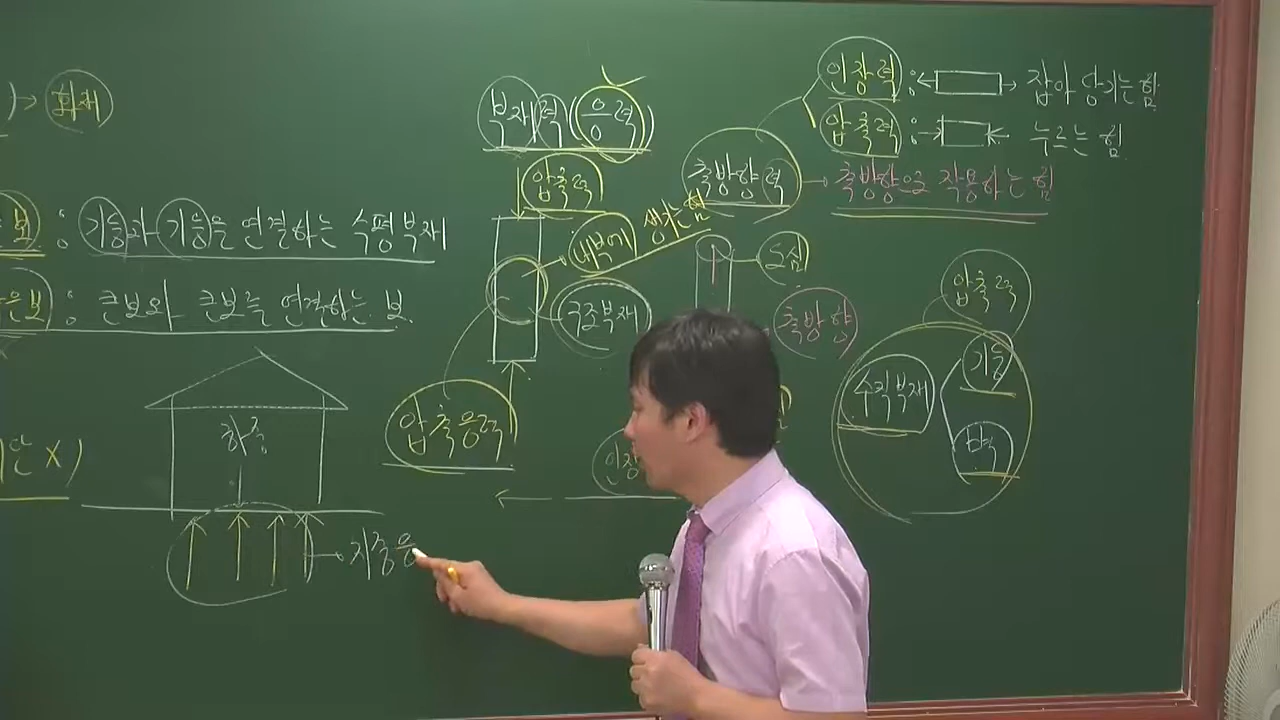 ) → 화재
보 : 기둥과 기둥을 연결하는 수평부재
은보 : 큰보와 큰보를 연결하는 보
단 X)
하중
지중응
부재력(응력)
압축력
내부에 생기는 힘
구조부재
압축응력
인장
인장력 : 잡아 당기는 힘
압축력 : 누르는 힘
축방향력 → 축방향으로 작용하는 힘
도심
축방향
압축력
수직부재
기둥
벽